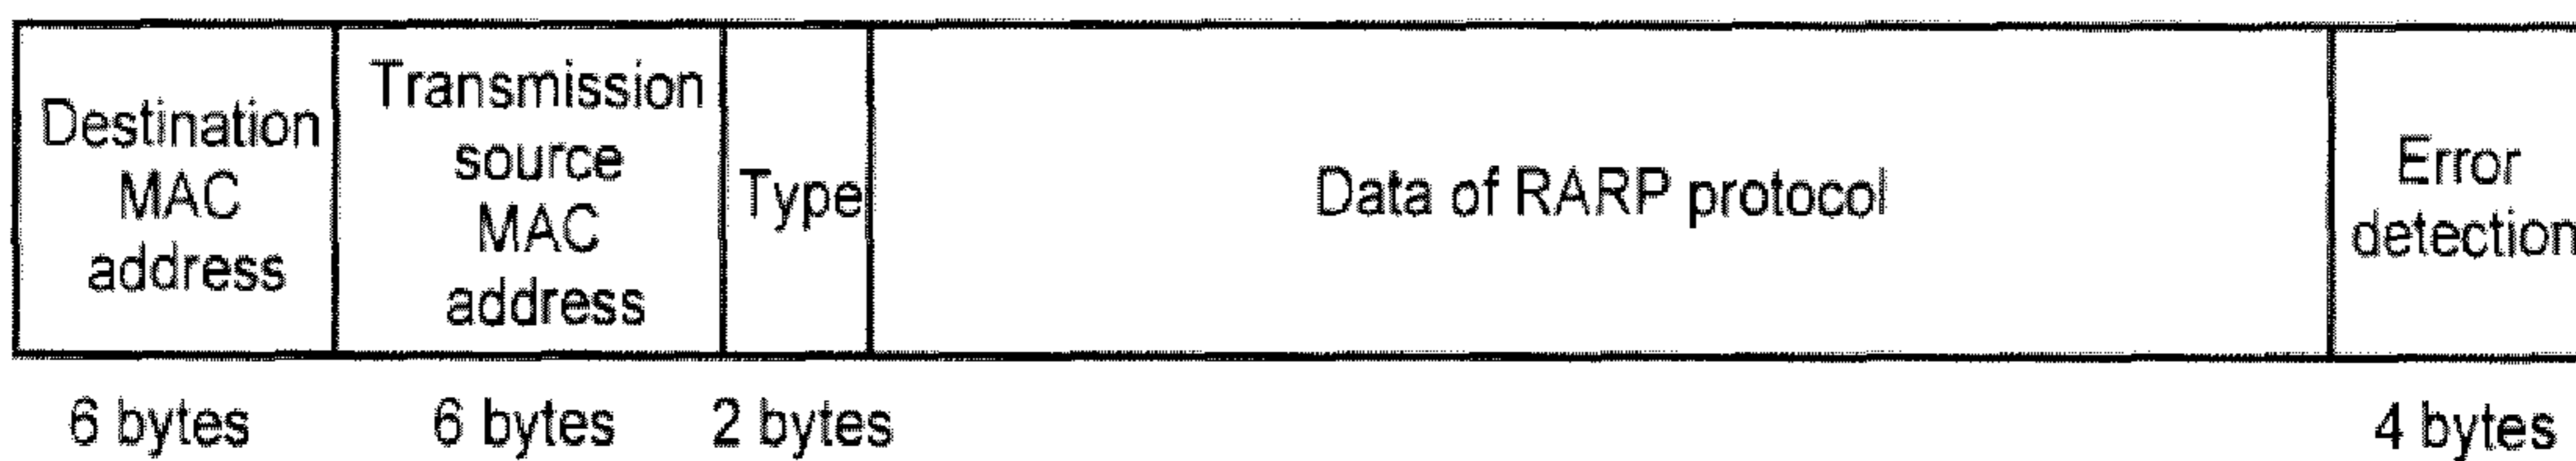 Destination
MAC
address
Transmission
source
MAC
address
Type
Data of RARP protocol
Error
detection
6 bytes
6 bytes
2 bytes
4 bytes